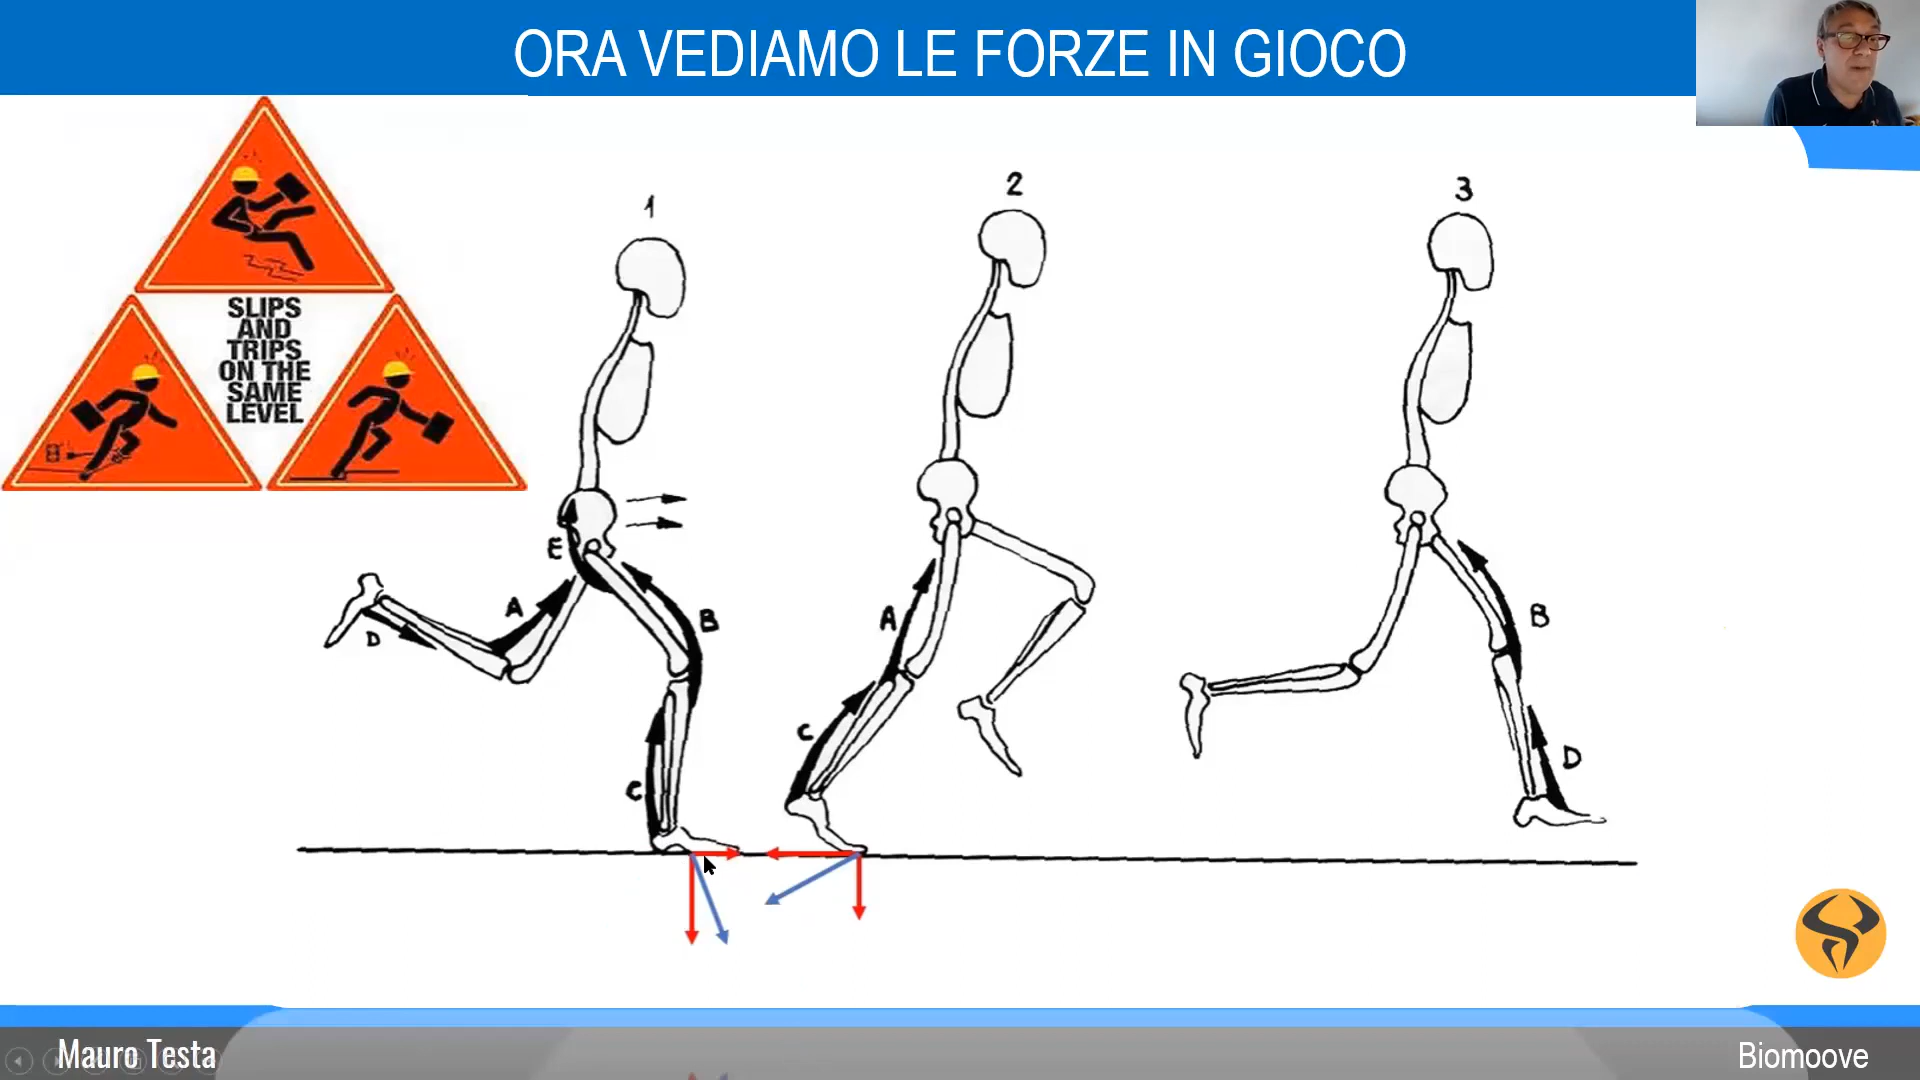 ORA VEDIAMO LE FORZE IN GIOCO
SLIPS
AND
TRIPS
ON THE
SAME
LEVEL
1
2
3
E
A
D
B
C
A
C
B
D
Mauro Testa
Biomoove